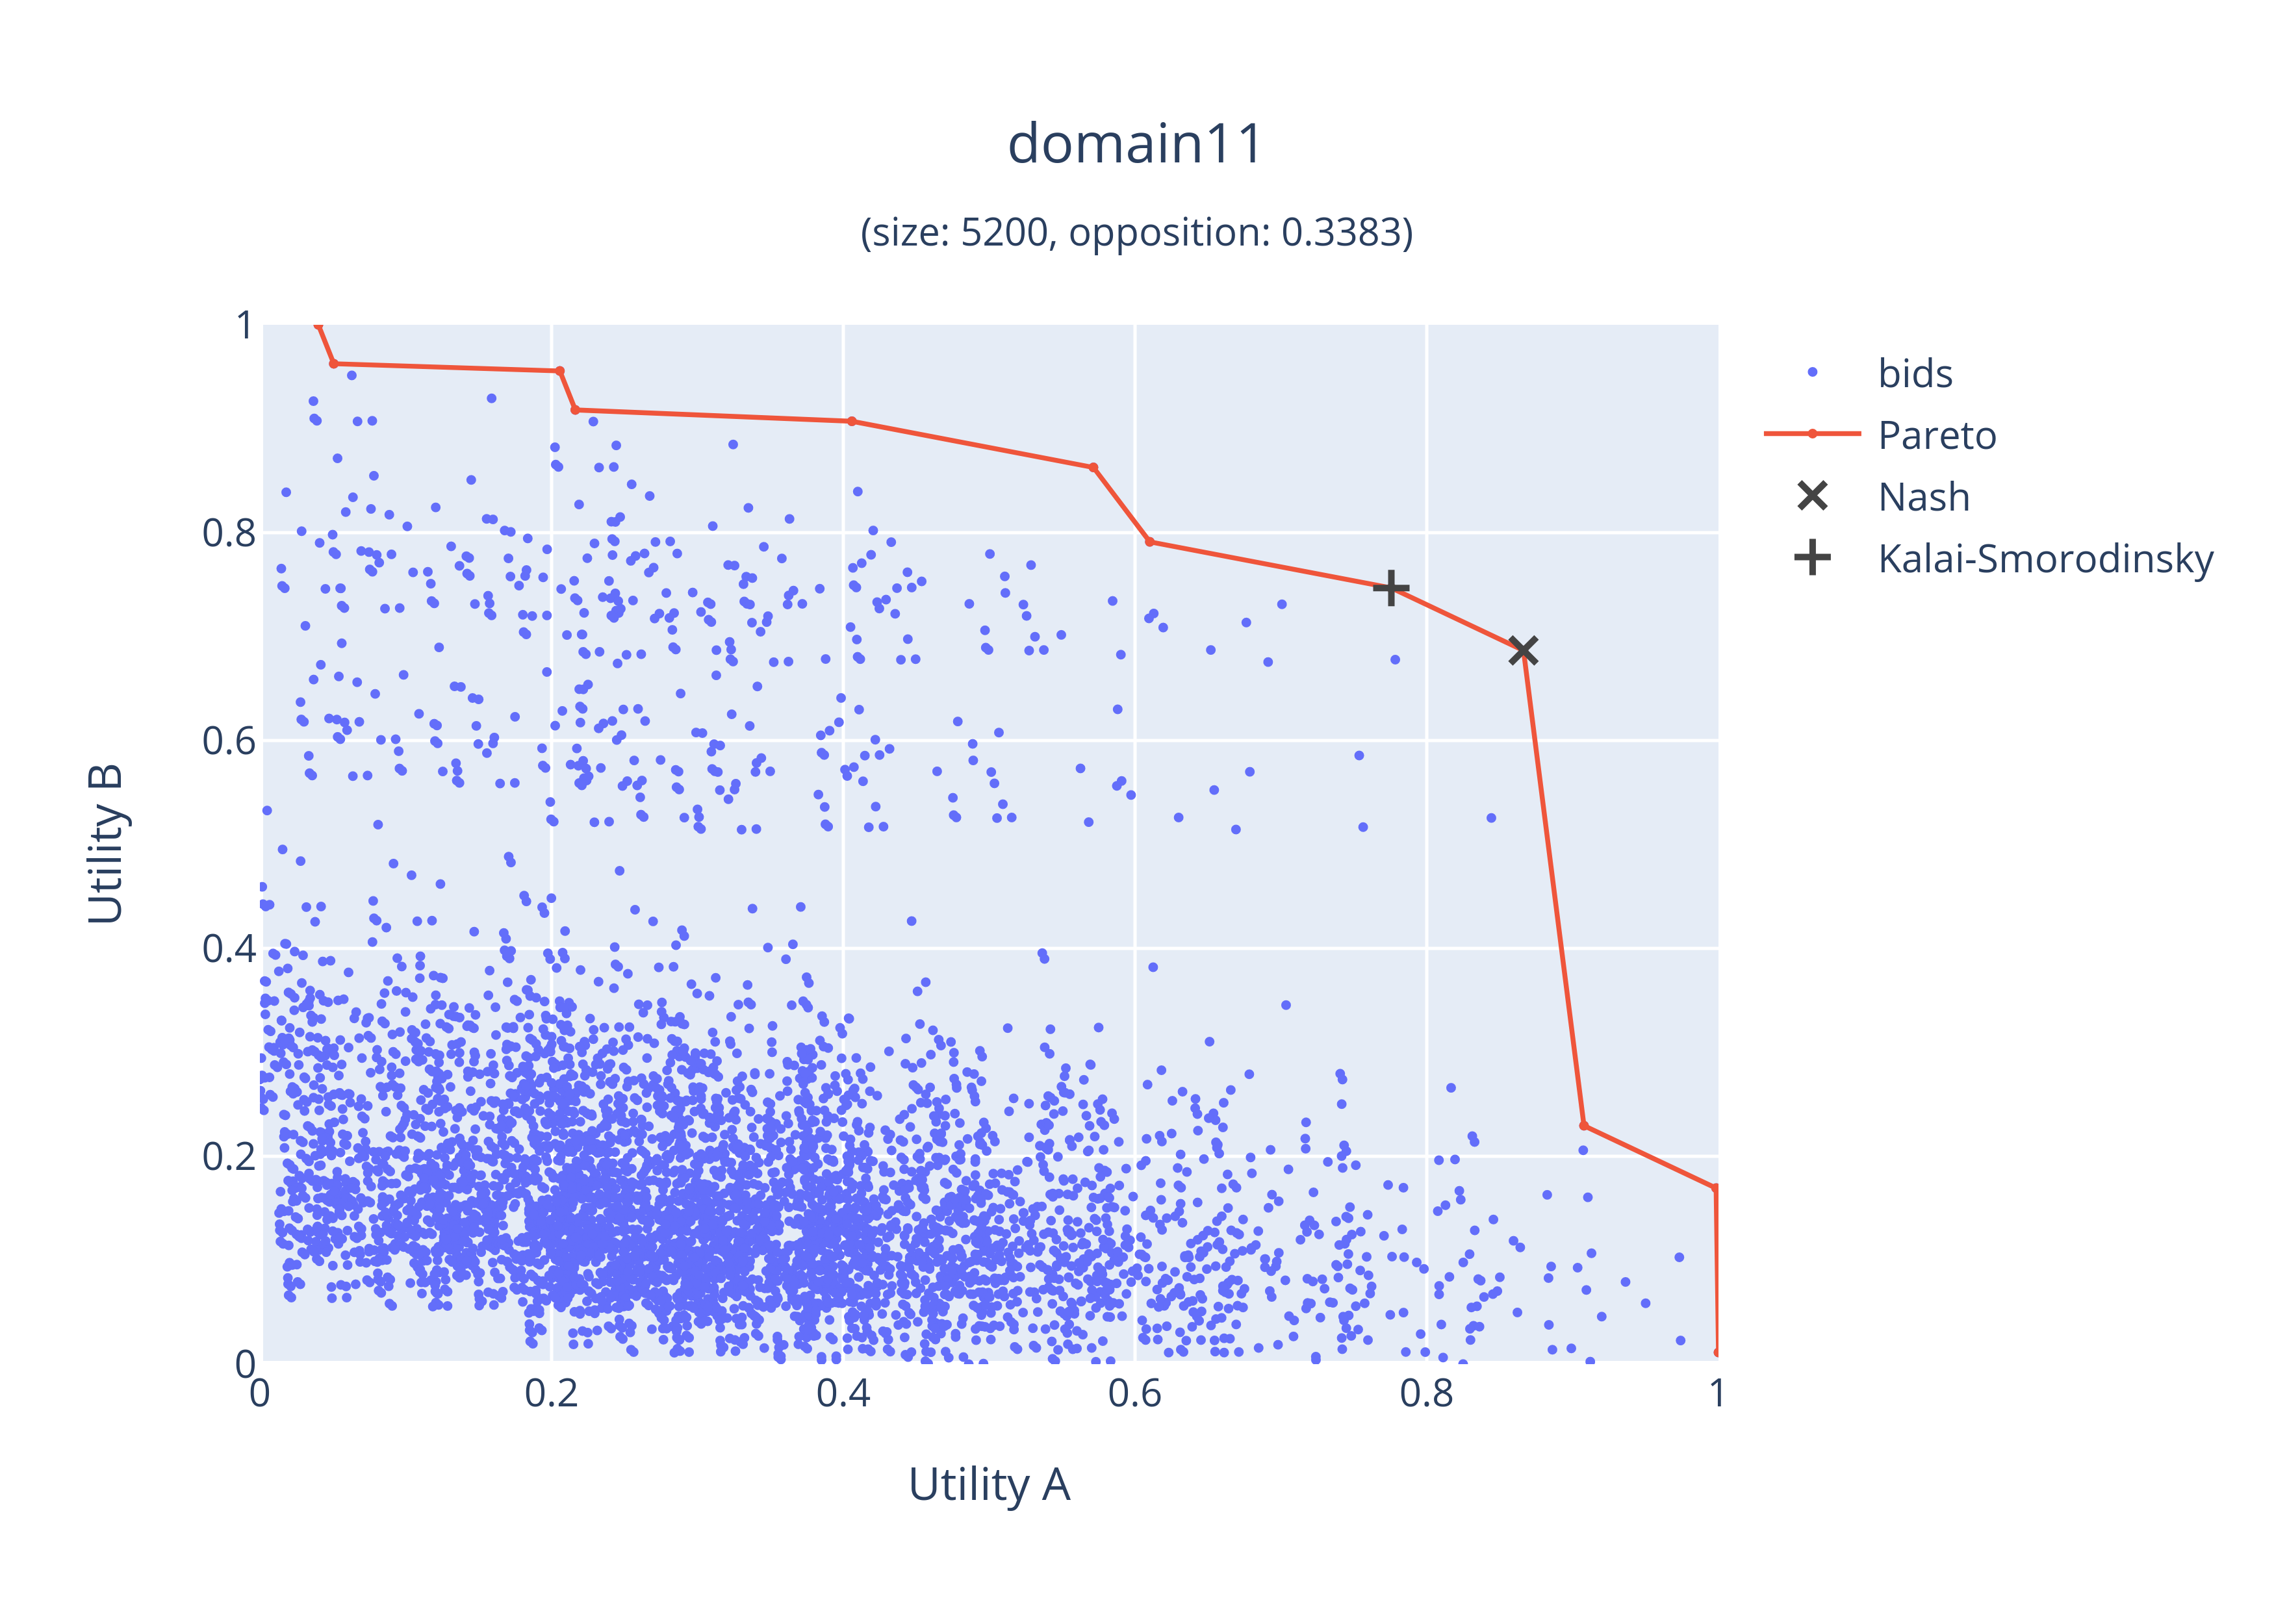 domain11
(size: 5200, opposition: 0.3383)
bids
Pareto
Nash
Kalai-Smorodinsky
Utility B
1
0.8
0.6
0.4
0.2
0
0 0.2 0.4 0.6 0.8 1
Utility A